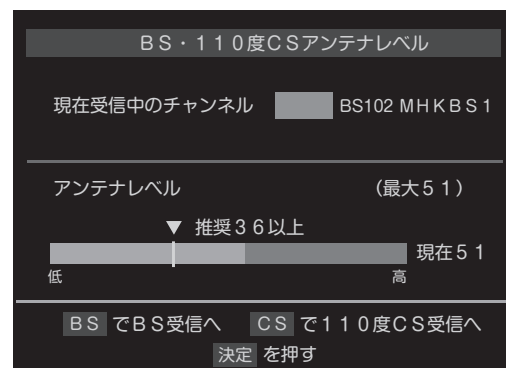 ＢＳ・１１０度ＣＳアンテナレベル
現在受信中のチャンネル BS102 ＭＨＫＢＳ１
アンテナレベル （最大５１）
▼ 推奨３６以上
現在５１
低 高
ＢＳ でＢＳ受信へ ＣＳ で１１０度ＣＳ受信へ
決定 を押す